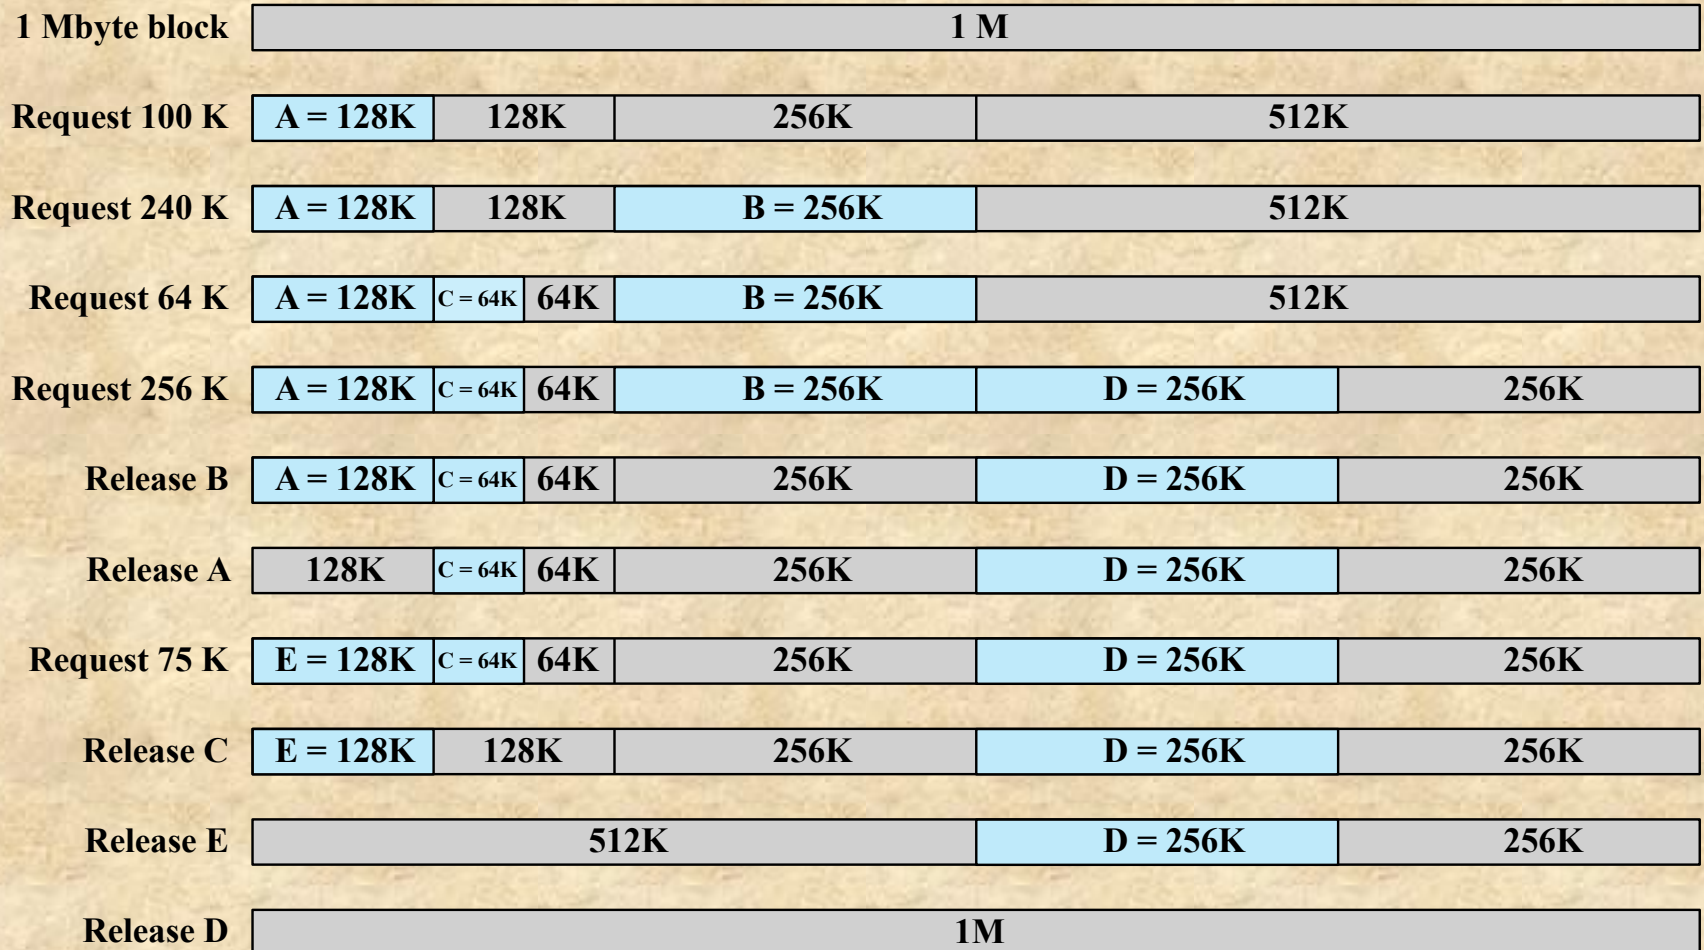 1 Mbyte block 1 M
Request 100 K A = 128K 128K 256K 512K
Request 240 K A = 128K 128K B = 256K 512K
Request 64 K A = 128K C = 64K 64K B = 256K 512K
Request 256 K A = 128K C = 64K 64K B = 256K D = 256K 256K
Release B A = 128K C = 64K 64K 256K D = 256K 256K
Release A 128K C = 64K 64K 256K D = 256K 256K
Request 75 K E = 128K C = 64K 64K 256K D = 256K 256K
Release C E = 128K 128K 256K D = 256K 256K
Release E 512K D = 256K 256K
Release D 1M